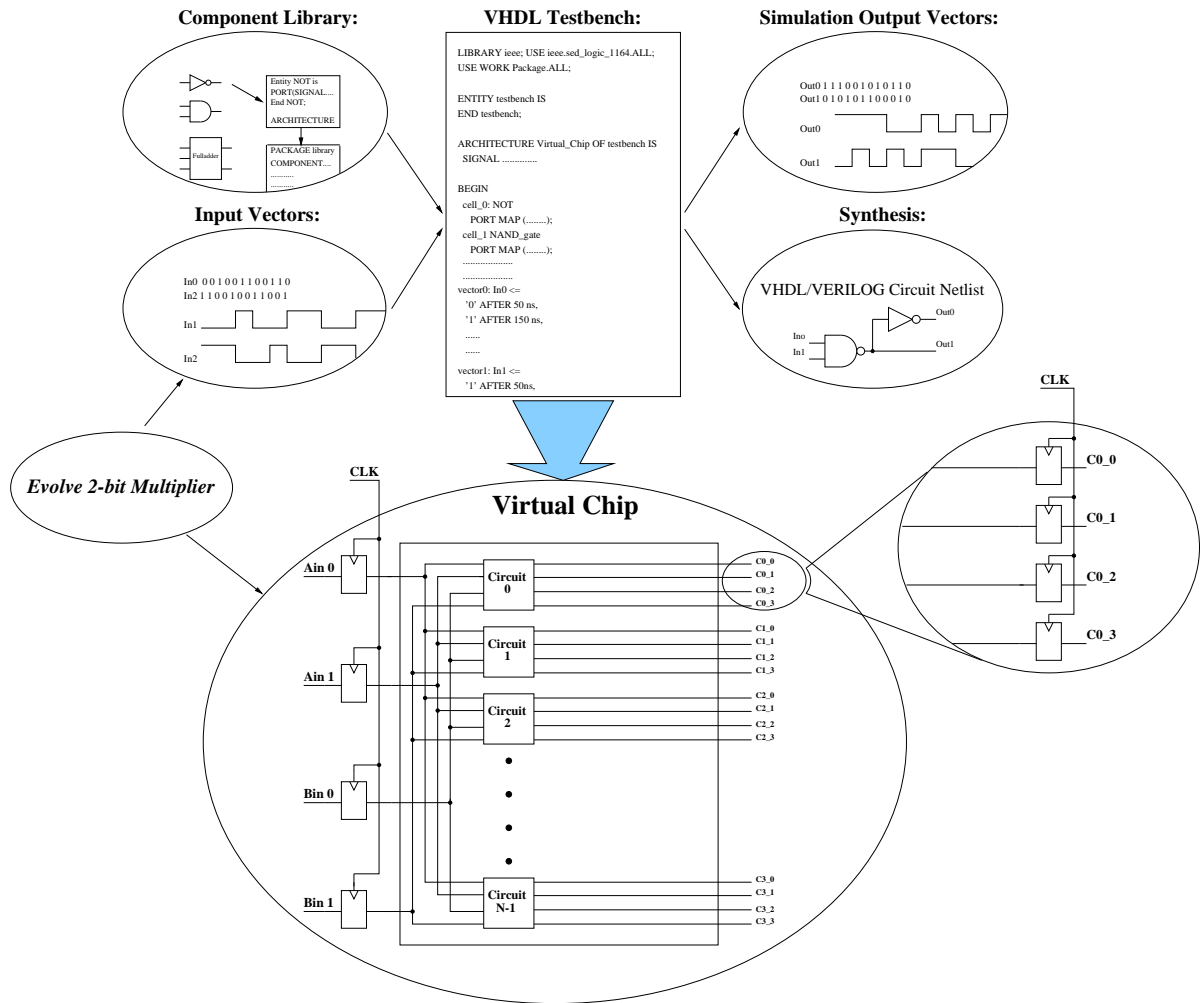 Component Library:
VHDL Testbench:
Simulation Output Vectors:
Entity NOT is
PORT(SIGNAL....
End NOT;
ARCHITECTURE
Fulladder
PACKAGE library
COMPONENT....
...........
...........
LIBRARY ieee; USE ieee.sed_logic_1164.ALL;
USE WORK Package.ALL;
ENTITY testbench IS
END testbench;
ARCHITECTURE Virtual_Chip OF testbench IS
SIGNAL ..............
BEGIN
cell_0: NOT
PORT MAP (........);
cell_1 NAND_gate
PORT MAP (........);
....................
....................
vector0: In0 <=
'0' AFTER 50 ns,
'1' AFTER 150 ns,
......
......
vector1: In1 <=
'1' AFTER 50ns,
Out0 1 1 1 0 0 1 0 1 0 1 1 0
Out1 0 1 0 1 0 1 1 0 0 0 1 0
Out0
Out1
Input Vectors:
In0 0 0 1 0 0 1 1 0 0 1 1 0
In2 1 1 0 0 1 0 0 1 1 0 0 1
In1
In2
Synthesis:
VHDL/VERILOG Circuit Netlist
Ino
In1
Out0
Out1
Evolve 2-bit Multiplier
CLK
C0_0
C0_1
C0_2
C0_3
Virtual Chip
CLK
Ain 0
Ain 1
Bin 0
Bin 1
Circuit
0
C0_0
C0_1
C0_2
C0_3
Circuit
1
C1_0
C1_1
C1_2
C1_3
Circuit
2
C2_0
C2_1
C2_2
C2_3
Circuit
N-1
C3_0
C3_1
C3_2
C3_3